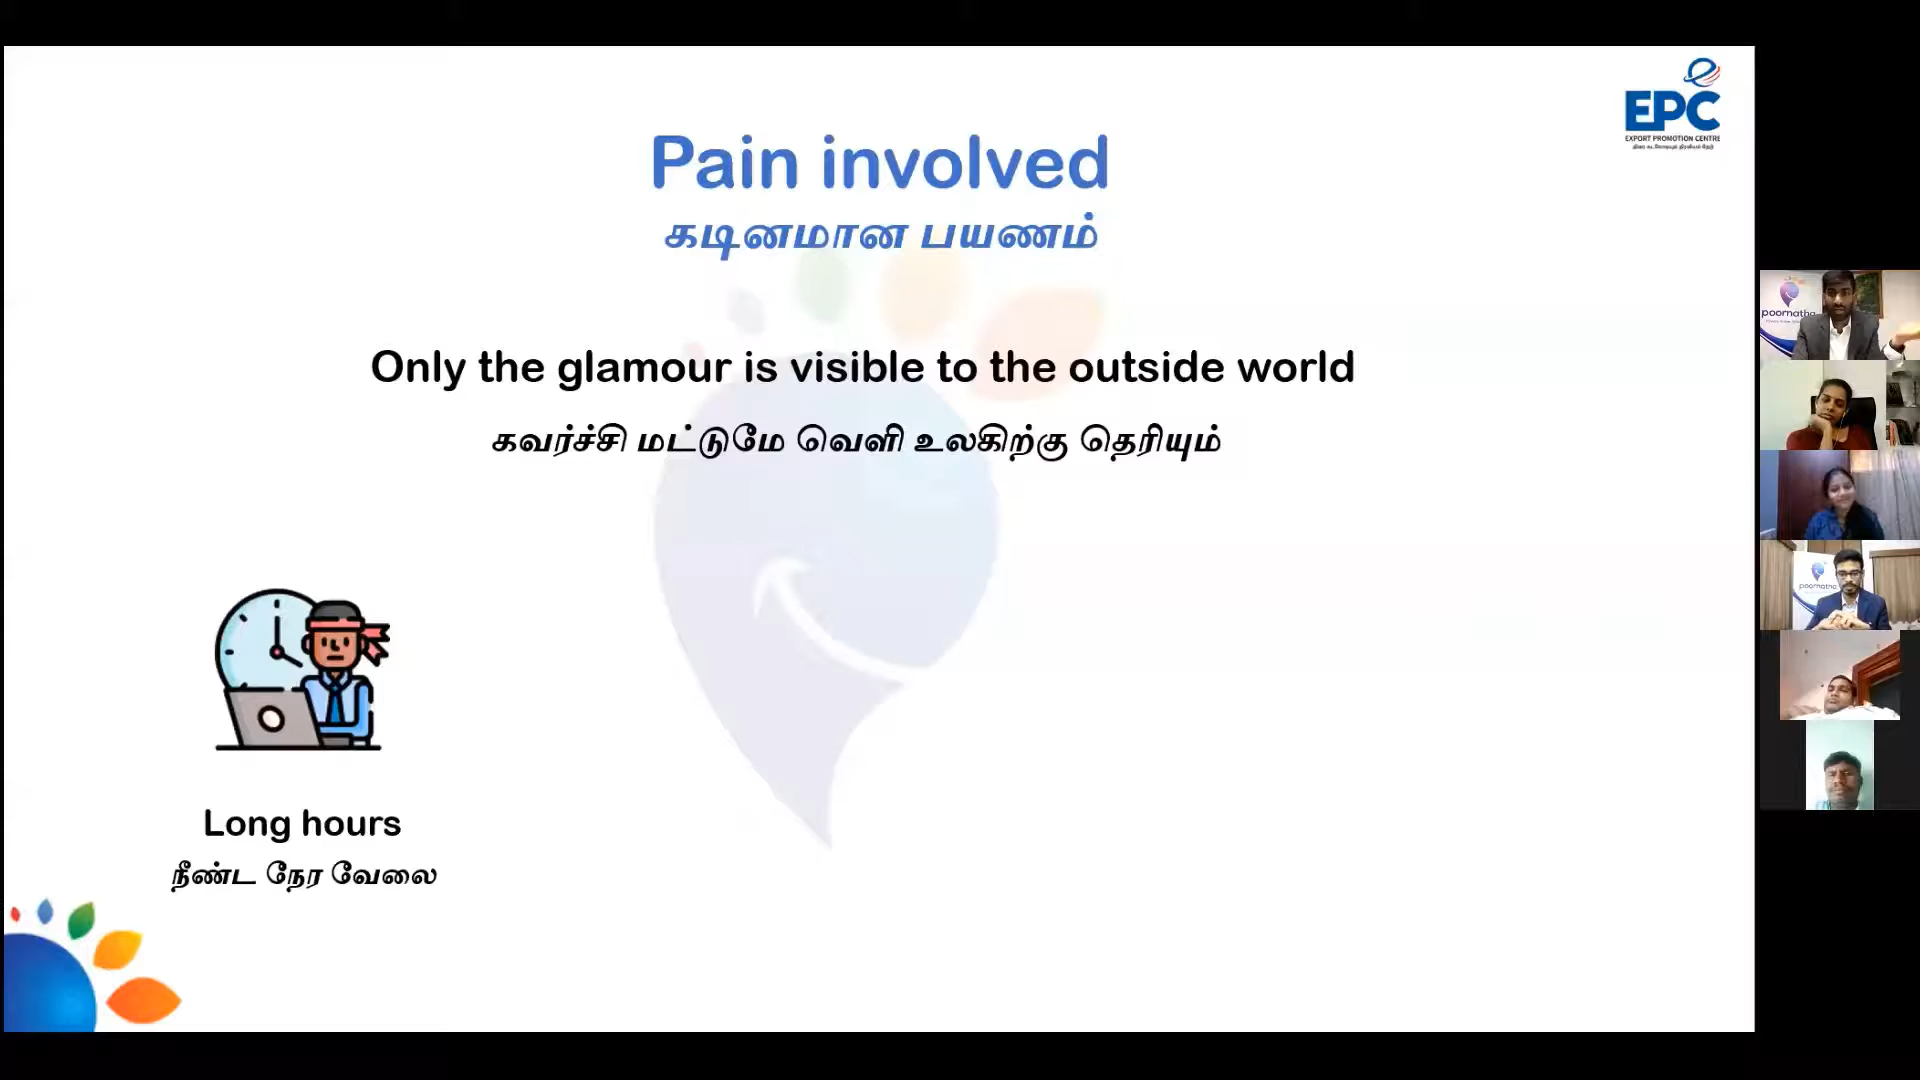 EPC
EXPORT PROMOTION CENTRE
Pain involved
கடினமான பயணம்
Only the glamour is visible to the outside world
கவர்ச்சி மட்டுமே வெளி உலகிற்கு தெரியும்
Long hours
நீண்ட நேர வேலை
poornatha
poornatha